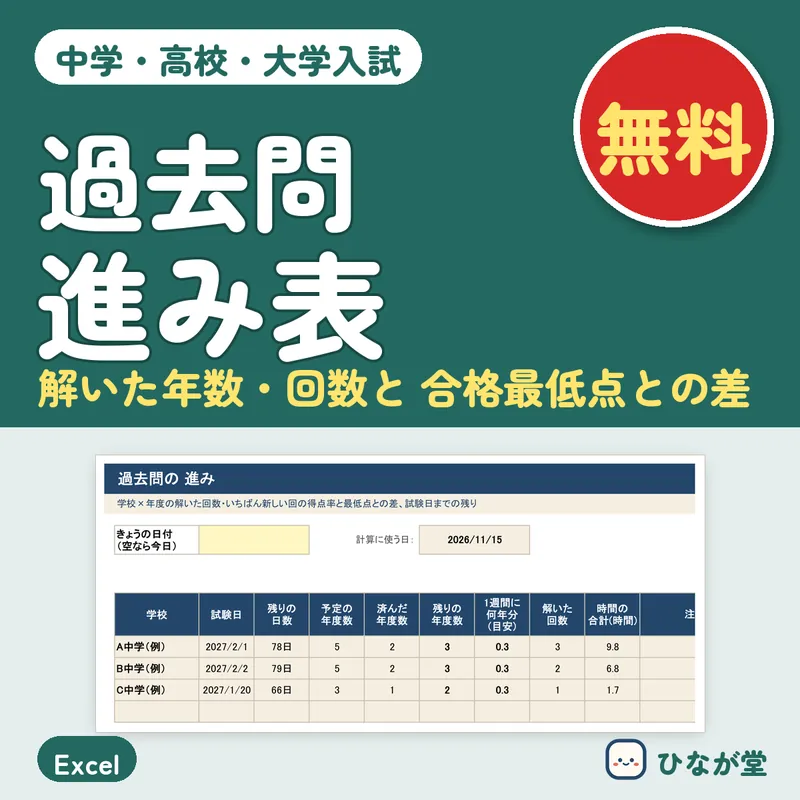 中学・高校・大学入試
無料
過去問
進み表
解いた年数・回数と 合格最低点との差
過去問の 進み
学校×年度の解いた回数・いちばん新しい回の得点率と最低点との差、試験日までの残り
きょうの日付
(空なら今日)
計算に使う日:
2026/11/15
学校 試験日 残りの日数 予定の年度数 済んだ年度数 残りの年度数 1週間に何年分(目安) 解いた回数 時間の合計(時間) 注
A中学(例) 2027/2/1 78日 5 2 3 0.3 3 9.8
B中学(例) 2027/2/2 79日 5 2 3 0.3 2 6.8
C中学(例) 2027/1/20 66日 3 1 2 0.3 1 1.7
Excel
ひなが堂